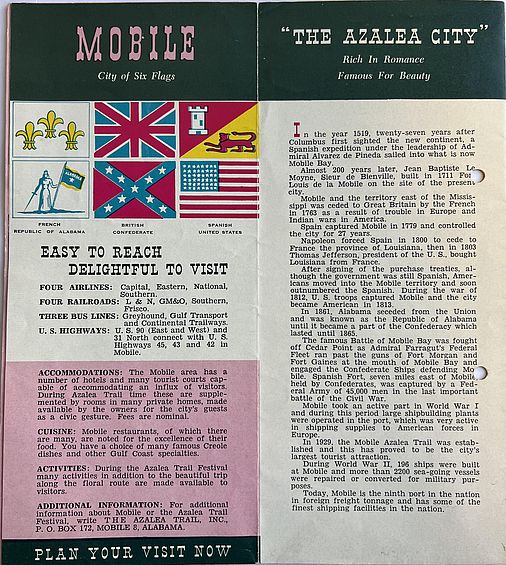 MOBILE
City of Six Flags
ALABAMA
FRENCH
REPUBLIC OF ALABAMA
BRITISH
CONFEDERATE
SPANISH
UNITED STATES
EASY TO REACH
DELIGHTFUL TO VISIT
FOUR AIRLINES: Capital, Eastern, National,
Southern.
FOUR RAILROADS: L & N, GM&O, Southern,
Frisco.
THREE BUS LINES: Greyhound, Gulf Transport
and Continental Trailways.
U. S. HIGHWAYS: U. S. 90 (East and West) and
31 North connect with U. S.
Highways 45, 43 and 42 in
Mobile.
ACCOMMODATIONS: The Mobile area has a
number of hotels and many tourist courts cap-
able of accommodating an influx of visitors.
During Azalea Trail time these are supple-
mented by rooms in many private homes, made
available by the owners for the city's guests
as a civic gesture. Fees are nominal.
CUISINE: Mobile restaurants, of which there
are many, are noted for the excellence of their
food. You have a choice of many famous Creole
dishes and other Gulf Coast specialties.
ACTIVITIES: During the Azalea Trail Festival
many activities in addition to the beautiful trip
along the floral route are made available to
visitors.
ADDITIONAL INFORMATION: For additional
information about Mobile or the Azalea Trail
Festival, write THE AZALEA TRAIL, INC.,
P. O. BOX 172, MOBILE 8, ALABAMA.
PLAN YOUR VISIT NOW
"THE AZALEA CITY"
Rich In Romance
Famous For Beauty
In the year 1519, twenty-seven years after
Columbus first sighted the new continent, a
Spanish expedition under the leadership of Ad-
miral Alvarez de Pineda sailed into what is now
Mobile Bay.
Almost 200 years later, Jean Baptiste Le
Moyne, Sieur de Bienville, built in 1711 For
Louis de la Mobile on the site of the present
city.
Mobile and the territory east of the Missis-
sippi was ceded to Great Britain by the French
in 1763 as a result of trouble in Europe and
Indian wars in America.
Spain captured Mobile in 1779 and controlled
the city for 27 years.
Napoleon forced Spain in 1800 to cede to
France the province of Louisiana, then in 1803
Thomas Jefferson, president of the U. S., bought
Louisiana from France.
After signing of the purchase treaties, al-
though the government was still Spanish, Amer-
icans moved into the Mobile territory and soon
outnumbered the Spanish. During the war of
1812, U. S. troops captured Mobile and the city
became American in 1813.
In 1861, Alabama seceded from the Union
and was known as the Republic of Alabama
until it became a part of the Confederacy which
lasted until 1865.
The famous Battle of Mobile Bay was fought
off Cedar Point as Admiral Farragut's Federal
Fleet ran past the guns of Fort Morgan and
Fort Gaines at the mouth of Mobile Bay and
engaged the Confederate Ships defending Mo-
bile. Spanish Fort, seven miles east of Mobile
held by Confederates, was captured by a Fed-
eral Army of 45,000 men in the last important
battle of the Civil War.
Mobile took an active part in World War I
and during this period large shipbuilding plants
were operated in the port, which was very active
in shipping supplies to American forces in
Europe.
In 1929, the Mobile Azalea Trail was estab-
lished and this has proved to be the city's
largest tourist attraction.
During World War II, 196 ships were built
at Mobile and more than 2200 sea-going vessels
were repaired or converted for military pur-
poses.
Today, Mobile is the ninth port in the nation
in foreign freight tonnage and has some of the
finest shipping facilities in the nation.